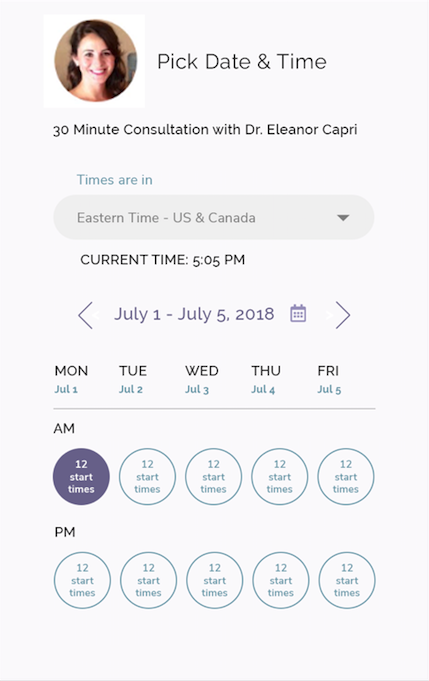 Pick Date & Time
30 Minute Consultation with Dr. Eleanor Capri
Times are in
Eastern Time - US & Canada
CURRENT TIME: 5:05 PM
July 1 - July 5, 2018
MON TUE WED THU FRI
Jul 1 Jul 2 Jul 3 Jul 4 Jul 5
AM
12 12 12 12 12
start start start start start
times times times times times
PM
12 12 12 12 12
start start start start start
times times times times times